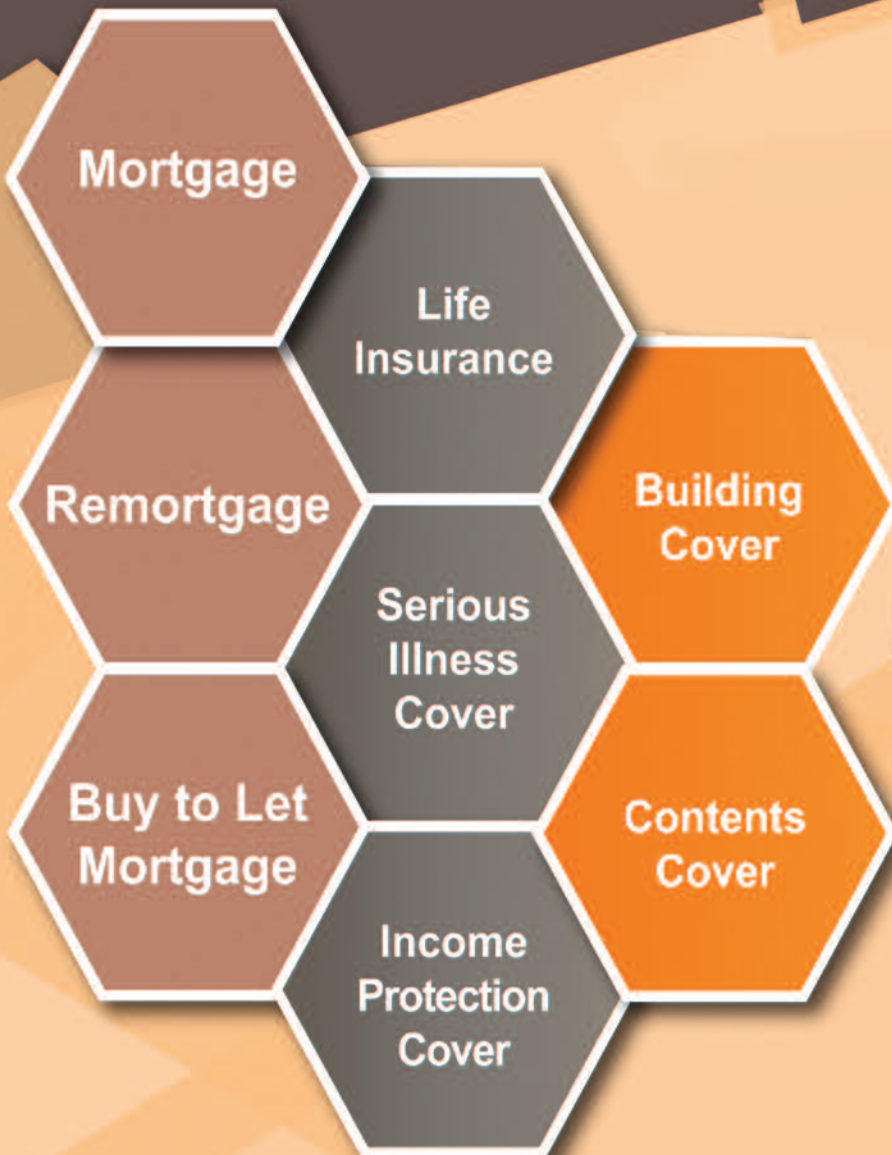 Mortgage
Life
Insurance
Remortgage
Building
Cover
Serious
Illness
Cover
Buy to Let
Mortgage
Contents
Cover
Income
Protection
Cover